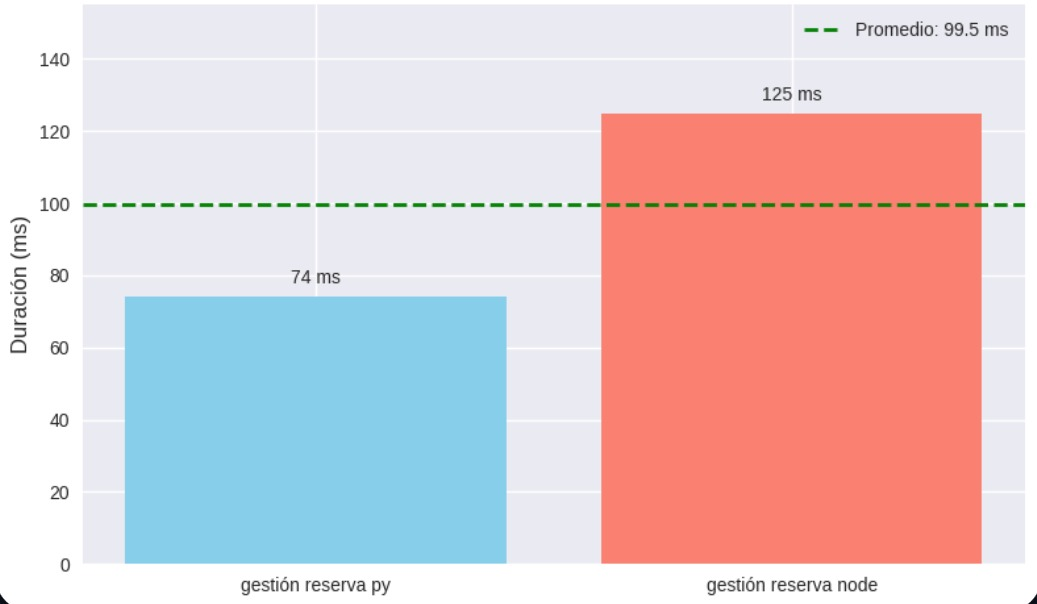 Promedio: 99.5 ms
140
125 ms
120
100
Duración (ms)
74 ms
80
60
40
20
0
gestión reserva py
gestión reserva node